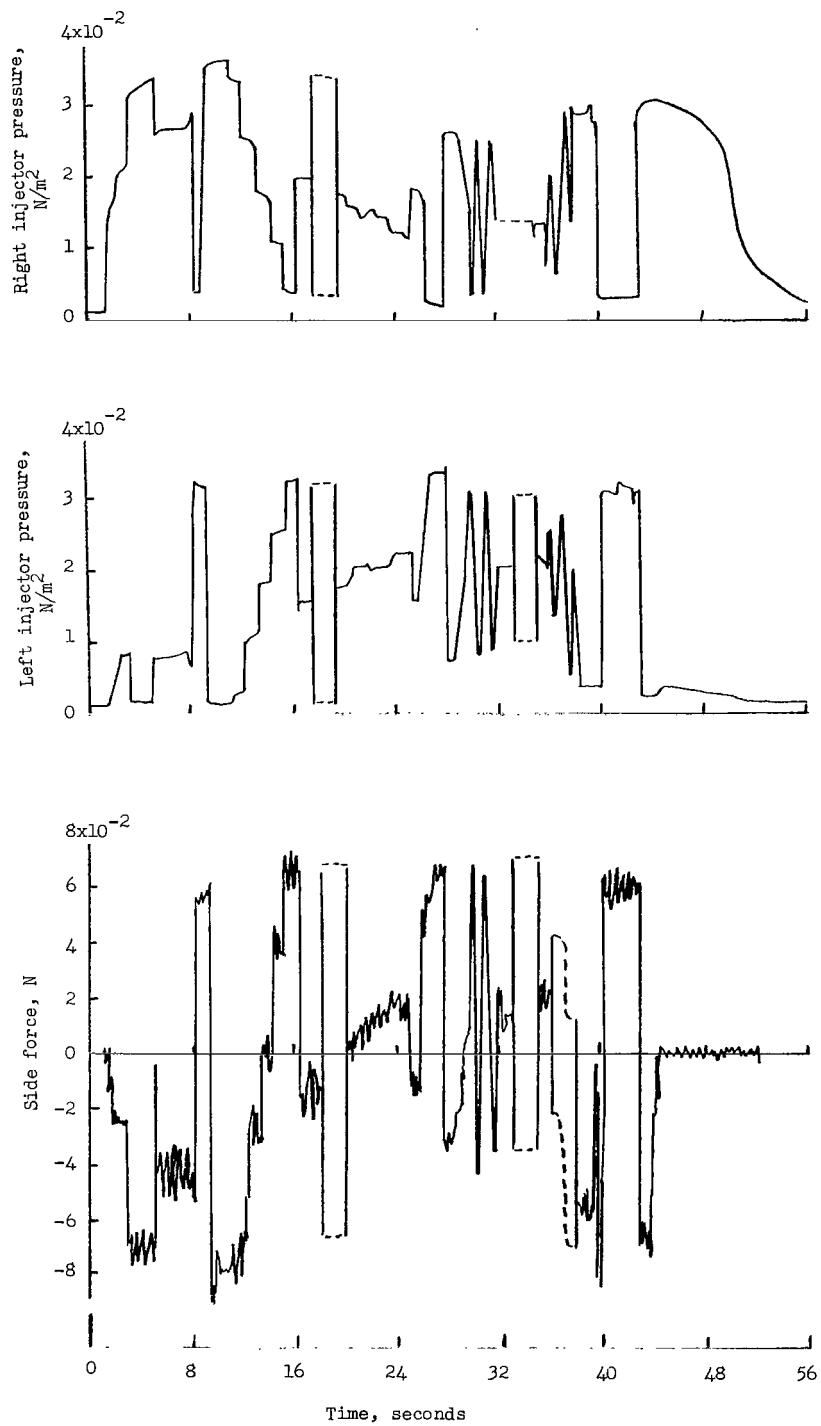 4x10-2
Right injector pressure,
N/m2
3
2
1
0
4x10-2
Left injector pressure,
N/m2
3
2
1
0
8x10-2
Side force, N
6
4
2
0
-2
-4
-6
-8
0 8 16 24 32 40 48 56
Time, seconds